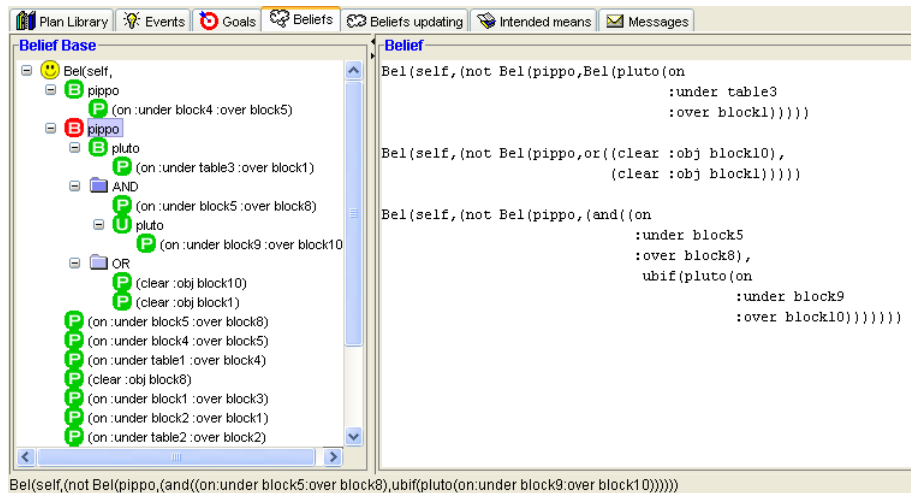 Plan Library Events Goals Beliefs Beliefs updating Intended means Messages
Belief Base
Bel(self,
B pippo
P (on :under block4 :over block5)
B pippo
B pluto
P (on :under table3 :over block1)
AND
P (on :under block5 :over block8)
U pluto
P (on :under block9 :over block10
OR
P (clear :obj block10)
P (clear :obj block1)
P (on :under block5 :over block8)
P (on :under block4 :over block5)
P (on :under table1 :over block4)
P (clear :obj block8)
P (on :under block1 :over block3)
P (on :under block2 :over block1)
P (on :under table2 :over block2)
Belief
Bel(self,(not Bel(pippo,Bel(pluto(on
:under table3
:over block1)))))
Bel(self,(not Bel(pippo,or((clear :obj block10),
(clear :obj block1)))))
Bel(self,(not Bel(pippo,(and((on
:under block5
:over block8),
ubif(pluto(on
:under block9
:over block10)))))))
Bel(self,(not Bel(pippo,(and((on:under block5:over block8),ubif(pluto(on:under block9:over block10))))))